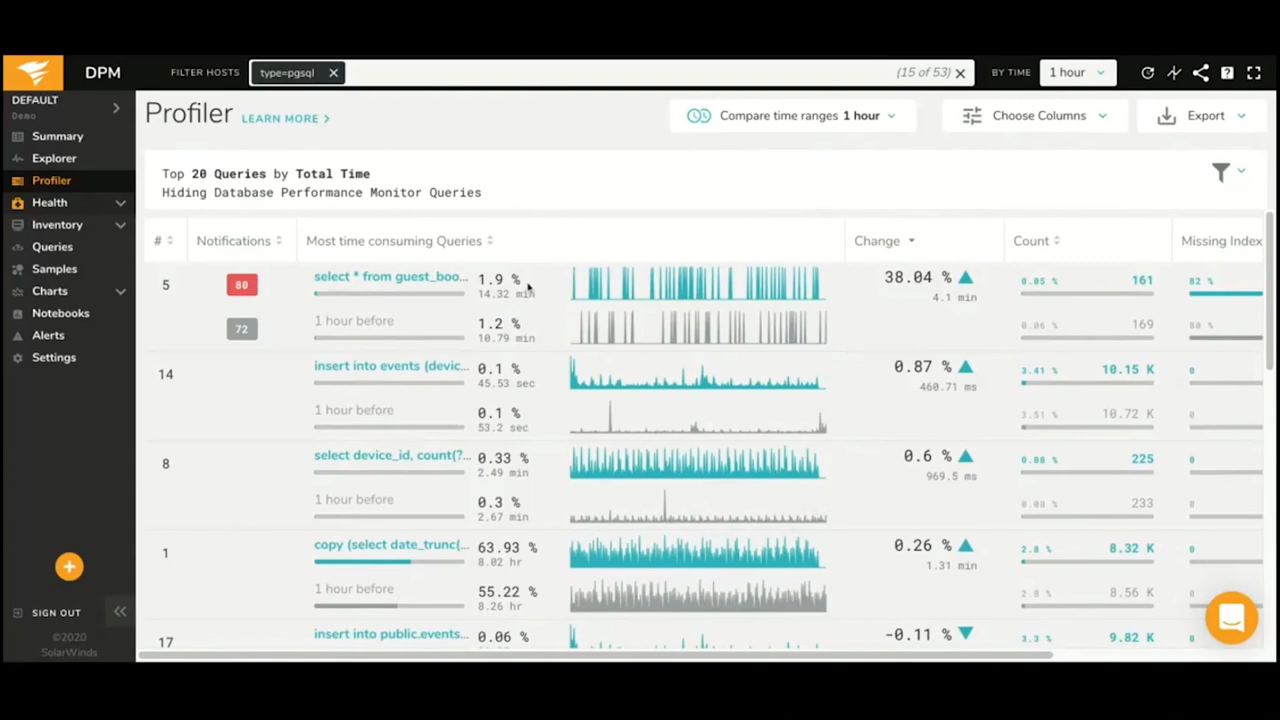 DPM
FILTER HOSTS
type=pgsql
(15 of 53)
BY TIME
1 hour
DEFAULT
Demo
Summary
Explorer
Profiler
Health
Inventory
Queries
Samples
Charts
Notebooks
Alerts
Settings
SIGN OUT
©2020
SolarWinds
Profiler LEARN MORE
Compare time ranges 1 hour
Choose Columns
Export
Top 20 Queries by Total Time
Hiding Database Performance Monitor Queries
# Notifications Most time consuming Queries Change Count Missing Index
5 80 select * from guest_boo... 1.9 % 38.04 % 0.05 % 161 82 %
14.32 min 4.1 min
72 1 hour before 1.2 % 0.06 % 169 80 %
10.79 min
14 insert into events (devic... 0.1 % 0.87 % 3.41 % 10.15 K 0
45.53 sec 460.71 ms
1 hour before 0.1 % 3.51 % 10.72 K 0
53.2 sec
8 select device_id, count(?... 0.33 % 0.6 % 0.08 % 225 0
2.49 min 969.5 ms
1 hour before 0.3 % 0.08 % 233 0
2.67 min
1 copy (select date_trunc(... 63.93 % 0.26 % 2.8 % 8.32 K 0
8.02 hr 1.31 min
1 hour before 55.22 % 2.8 % 8.56 K 0
8.26 hr
17 insert into public.events... 0.06 % -0.11 % 3.3 % 9.82 K 0